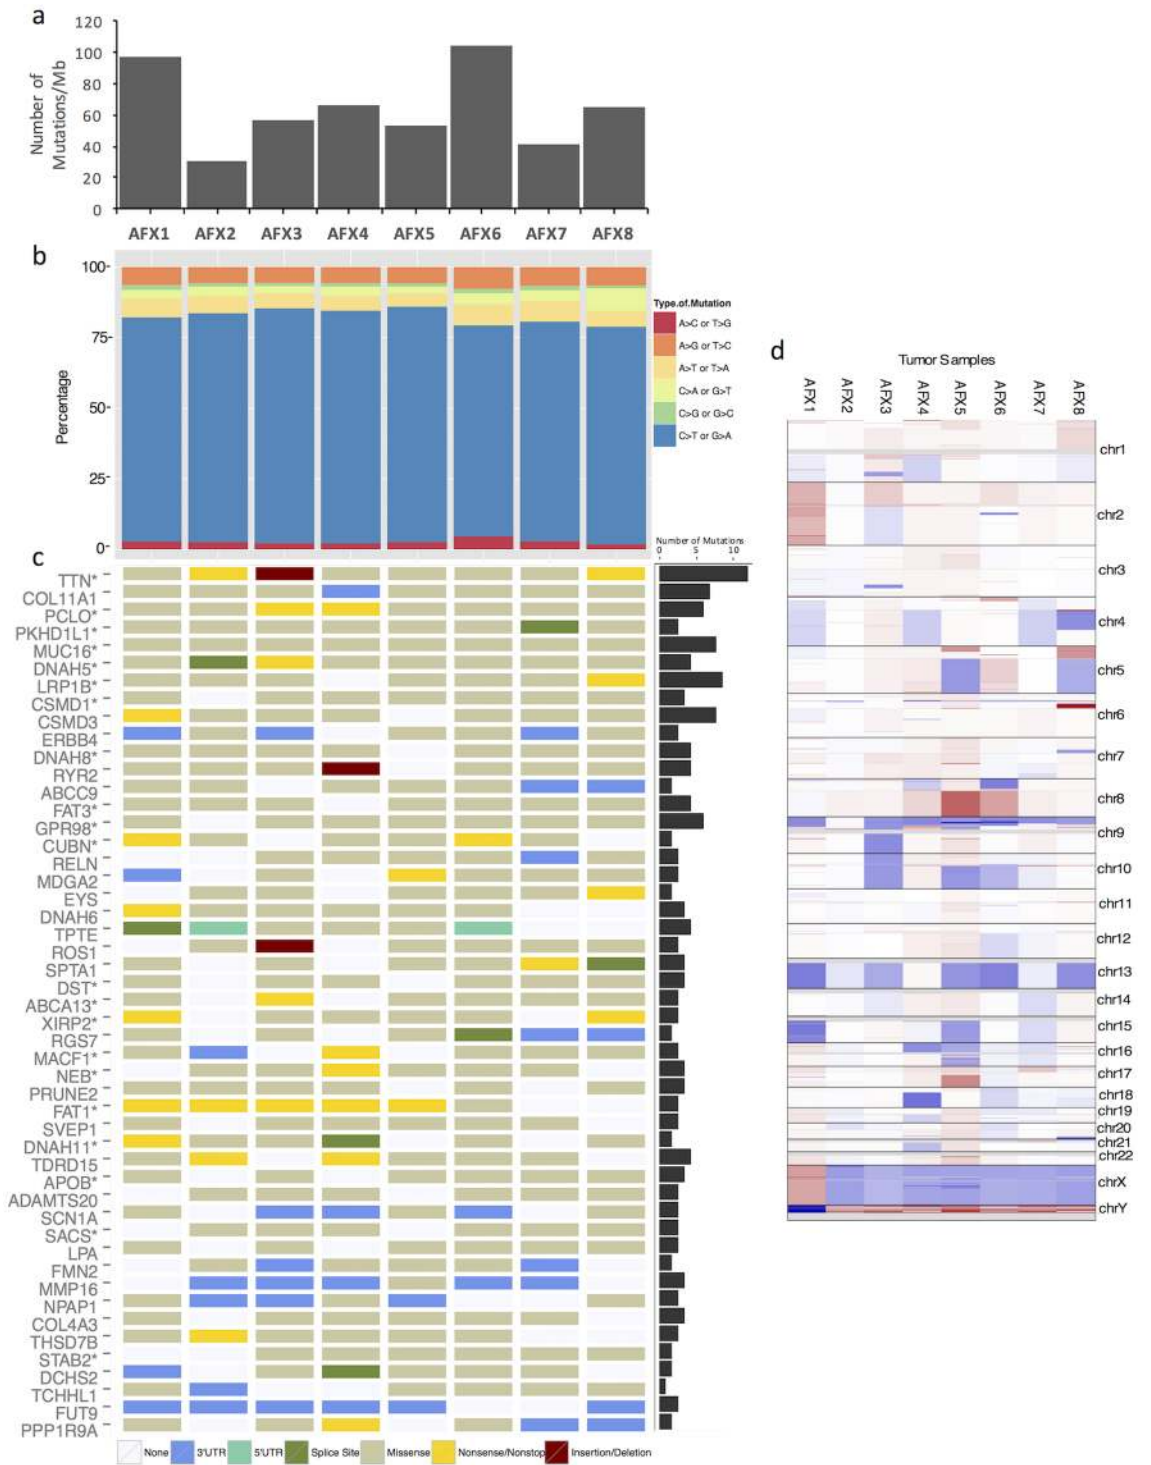 a
120
100
80
60
40
20
0
Number of
Mutations/Mb
AFX1 AFX2 AFX3 AFX4 AFX5 AFX6 AFX7 AFX8
b
100-
75-
50-
25-
0-
Percentage
Type.of.Mutation
A>C or T>G
A>G or T>C
A>T or T>A
C>A or G>T
C>G or G>C
C>T or G>A
c
Number of Mutations
0 5 10
TTN*
COL11A1
PCLO*
PKHD1L1*
MUC16*
DNAH5*
LRP1B*
CSMD1*
CSMD3
ERBB4
DNAH8*
RYR2
ABCC9
FAT3*
GPR98*
CUBN*
RELN
MDGA2
EYS
DNAH6
TPTE
ROS1
SPTA1
DST*
ABCA13*
XIRP2*
RGS7
MACF1*
NEB*
PRUNE2
FAT1*
SVEP1
DNAH11*
TDRD15
APOB*
ADAMTS20
SCN1A
SACS*
LPA
FMN2
MMP16
NPAP1
COL4A3
THSD7B
STAB2*
DCHS2
TCHHL1
FUT9
PPP1R9A
None 3'UTR 5'UTR Splice Site Missense Nonsense/Nonstop Insertion/Deletion
d
Tumor Samples
AFX1 AFX2 AFX3 AFX4 AFX5 AFX6 AFX7 AFX8
chr1
chr2
chr3
chr4
chr5
chr6
chr7
chr8
chr9
chr10
chr11
chr12
chr13
chr14
chr15
chr16
chr17
chr18
chr19
chr20
chr21
chr22
chrX
chrY